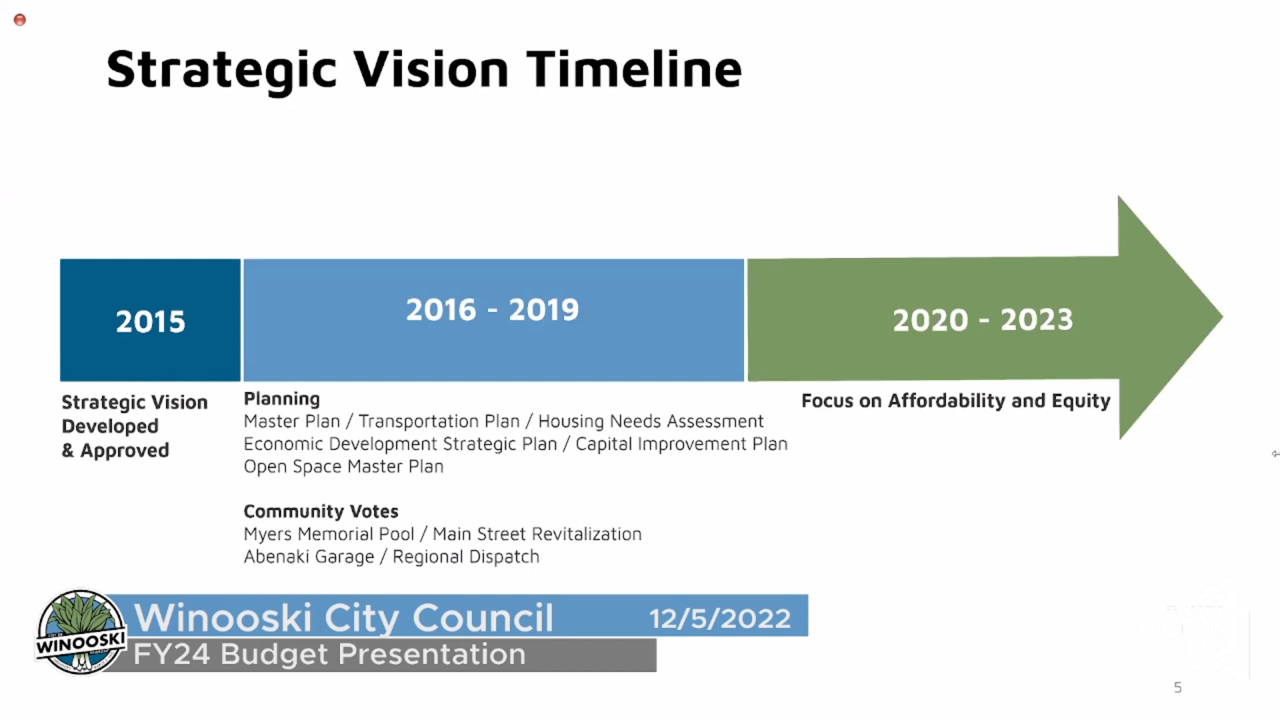 Strategic Vision Timeline
2015
2016 - 2019
2020 - 2023
Strategic Vision
Developed
& Approved
Planning
Master Plan / Transportation Plan / Housing Needs Assessment
Economic Development Strategic Plan / Capital Improvement Plan
Open Space Master Plan
Community Votes
Myers Memorial Pool / Main Street Revitalization
Abenaki Garage / Regional Dispatch
Focus on Affordability and Equity
WINOOSKI
Winooski City Council
12/5/2022
FY24 Budget Presentation
5